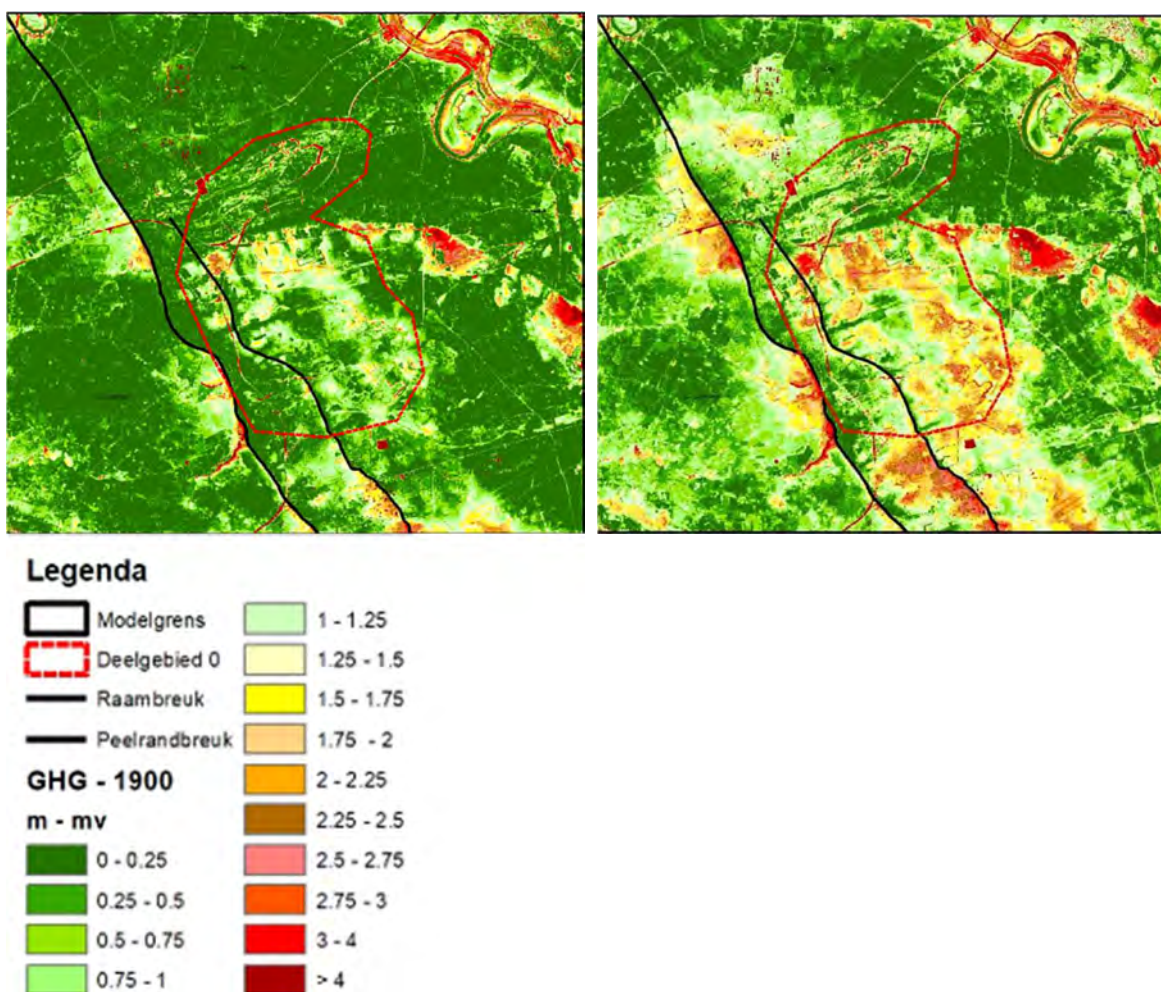 Legenda
Modelgrens
Deelgebied 0
Raambreuk
Peelrandbreuk
GHG - 1900
m - mv
0 - 0.25
0.25 - 0.5
0.5 - 0.75
0.75 - 1
1 - 1.25
1.25 - 1.5
1.5 - 1.75
1.75 - 2
2 - 2.25
2.25 - 2.5
2.5 - 2.75
2.75 - 3
3 - 4
> 4